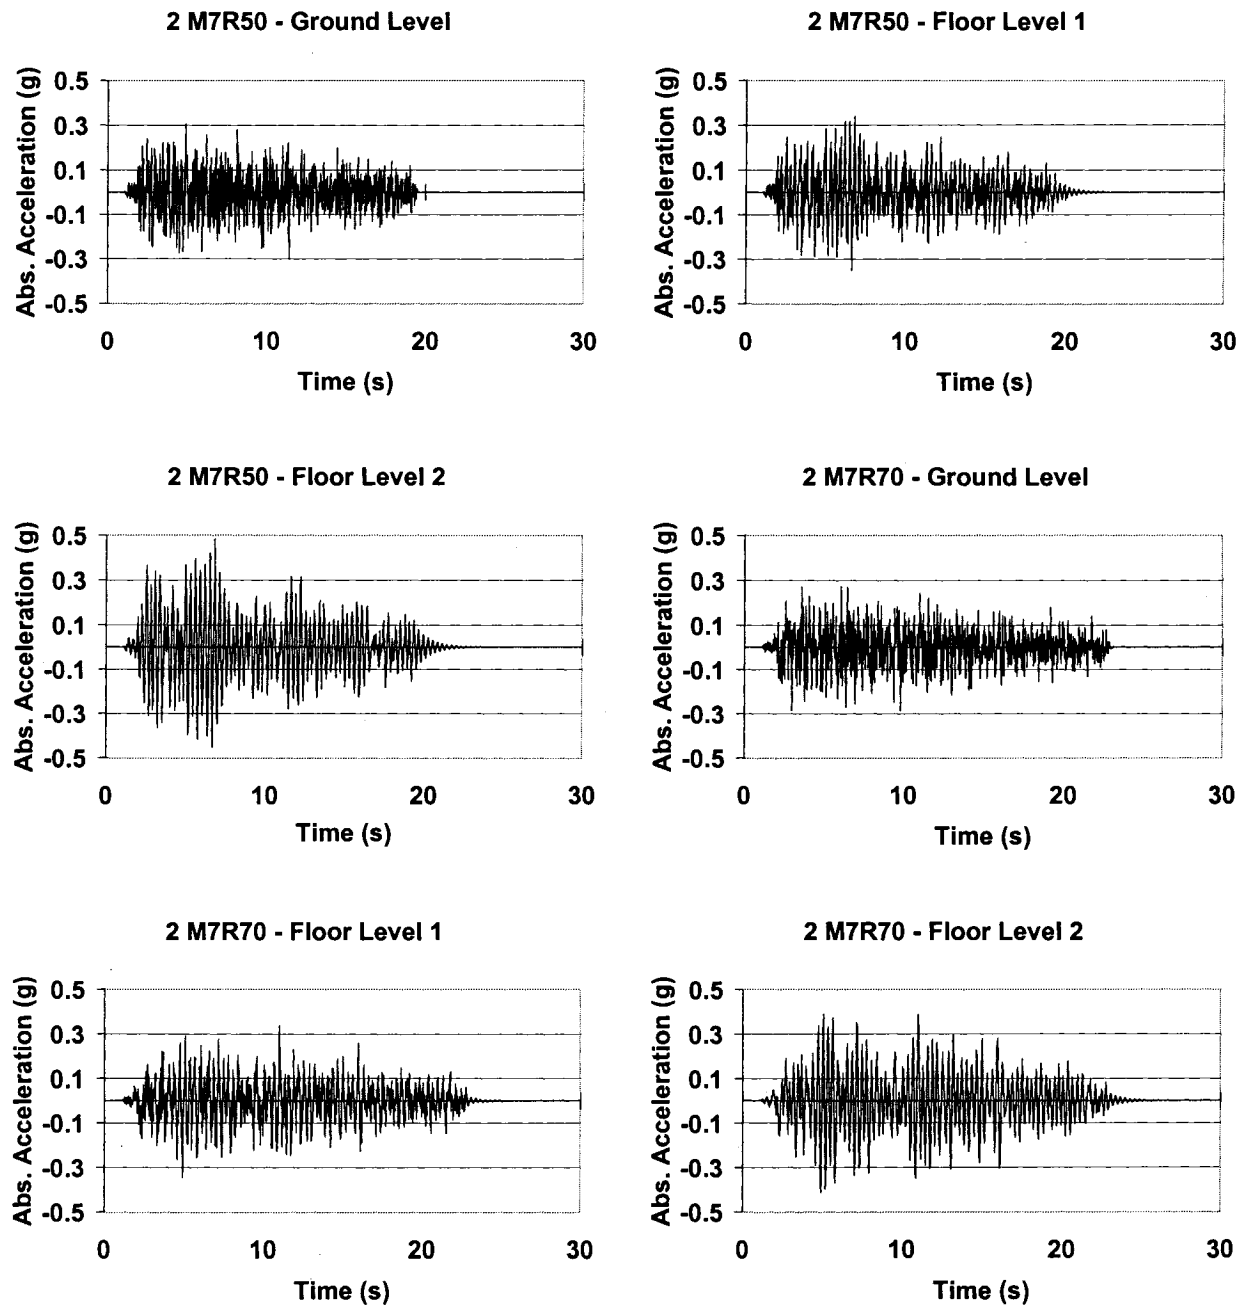 2 M7R50 - Ground Level
Abs. Acceleration (g)
0.5
0.3
0.1
-0.1
-0.3
-0.5
0 10 20 30
Time (s)
2 M7R50 - Floor Level 1
Abs. Acceleration (g)
0.5
0.3
0.1
-0.1
-0.3
-0.5
0 10 20 30
Time (s)
2 M7R50 - Floor Level 2
Abs. Acceleration (g)
0.5
0.3
0.1
-0.1
-0.3
-0.5
0 10 20 30
Time (s)
2 M7R70 - Ground Level
Abs. Acceleration (g)
0.5
0.3
0.1
-0.1
-0.3
-0.5
0 10 20 30
Time (s)
2 M7R70 - Floor Level 1
Abs. Acceleration (g)
0.5
0.3
0.1
-0.1
-0.3
-0.5
0 10 20 30
Time (s)
2 M7R70 - Floor Level 2
Abs. Acceleration (g)
0.5
0.3
0.1
-0.1
-0.3
-0.5
0 10 20 30
Time (s)